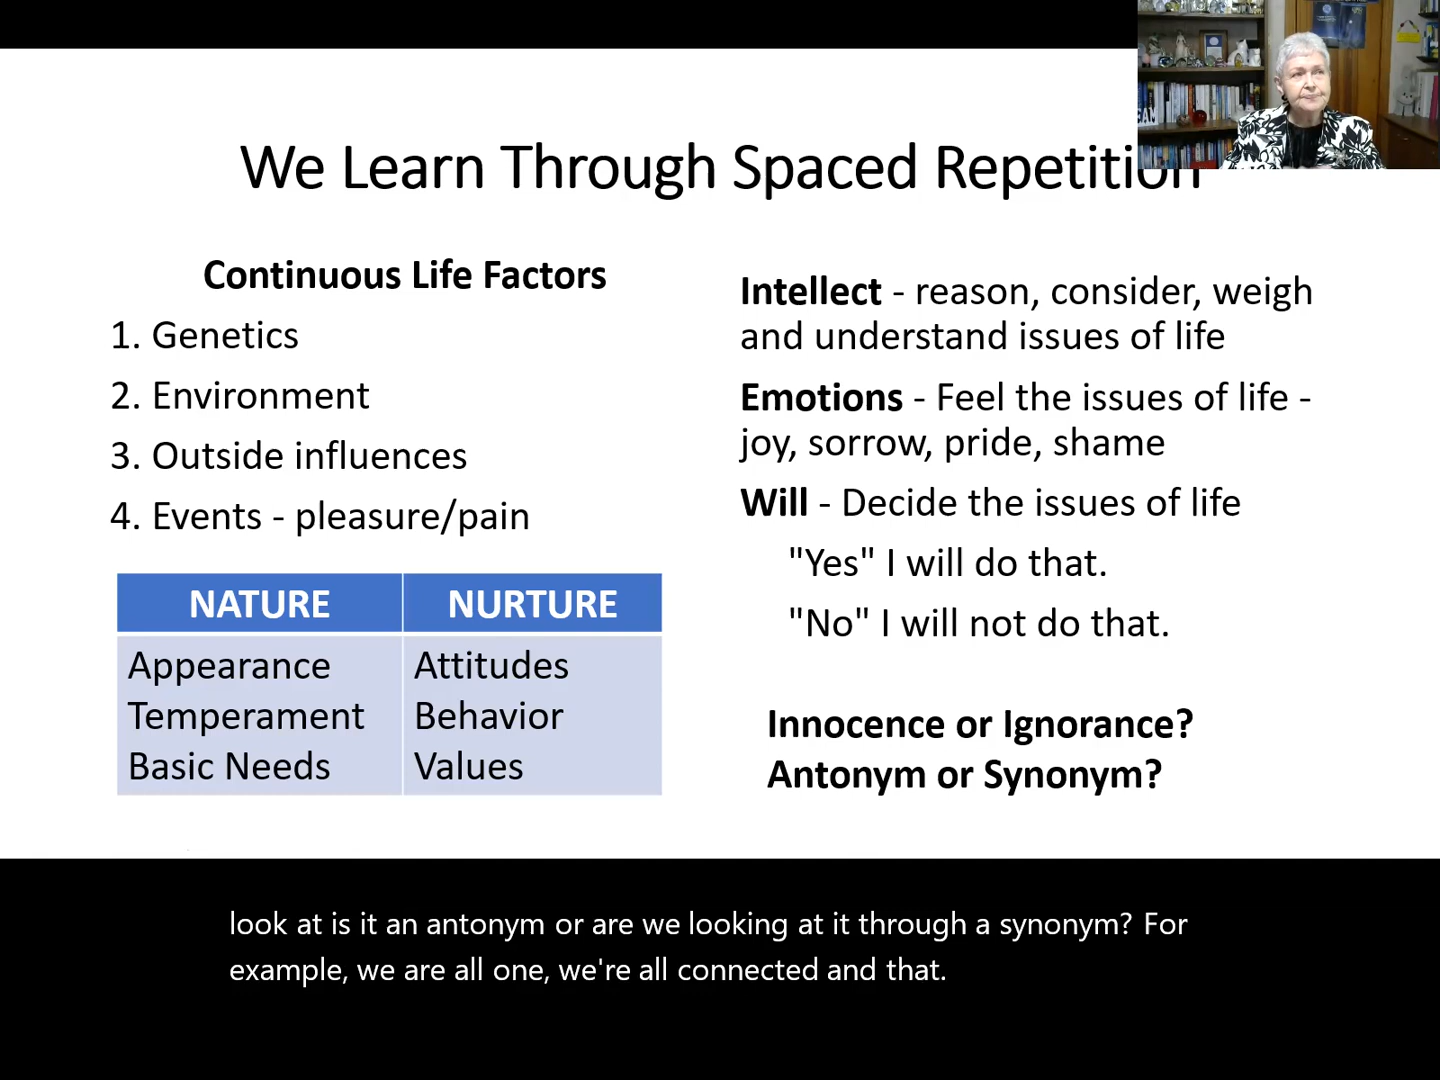 We Learn Through Spaced Repetition
Continuous Life Factors
1. Genetics
2. Environment
3. Outside influences
4. Events - pleasure/pain
NATURE NURTURE
Appearance Attitudes
Temperament Behavior
Basic Needs Values
Intellect - reason, consider, weigh
and understand issues of life
Emotions - Feel the issues of life -
joy, sorrow, pride, shame
Will - Decide the issues of life
"Yes" I will do that.
"No" I will not do that.
Innocence or Ignorance?
Antonym or Synonym?
look at is it an antonym or are we looking at it through a synonym? For
example, we are all one, we're all connected and that.